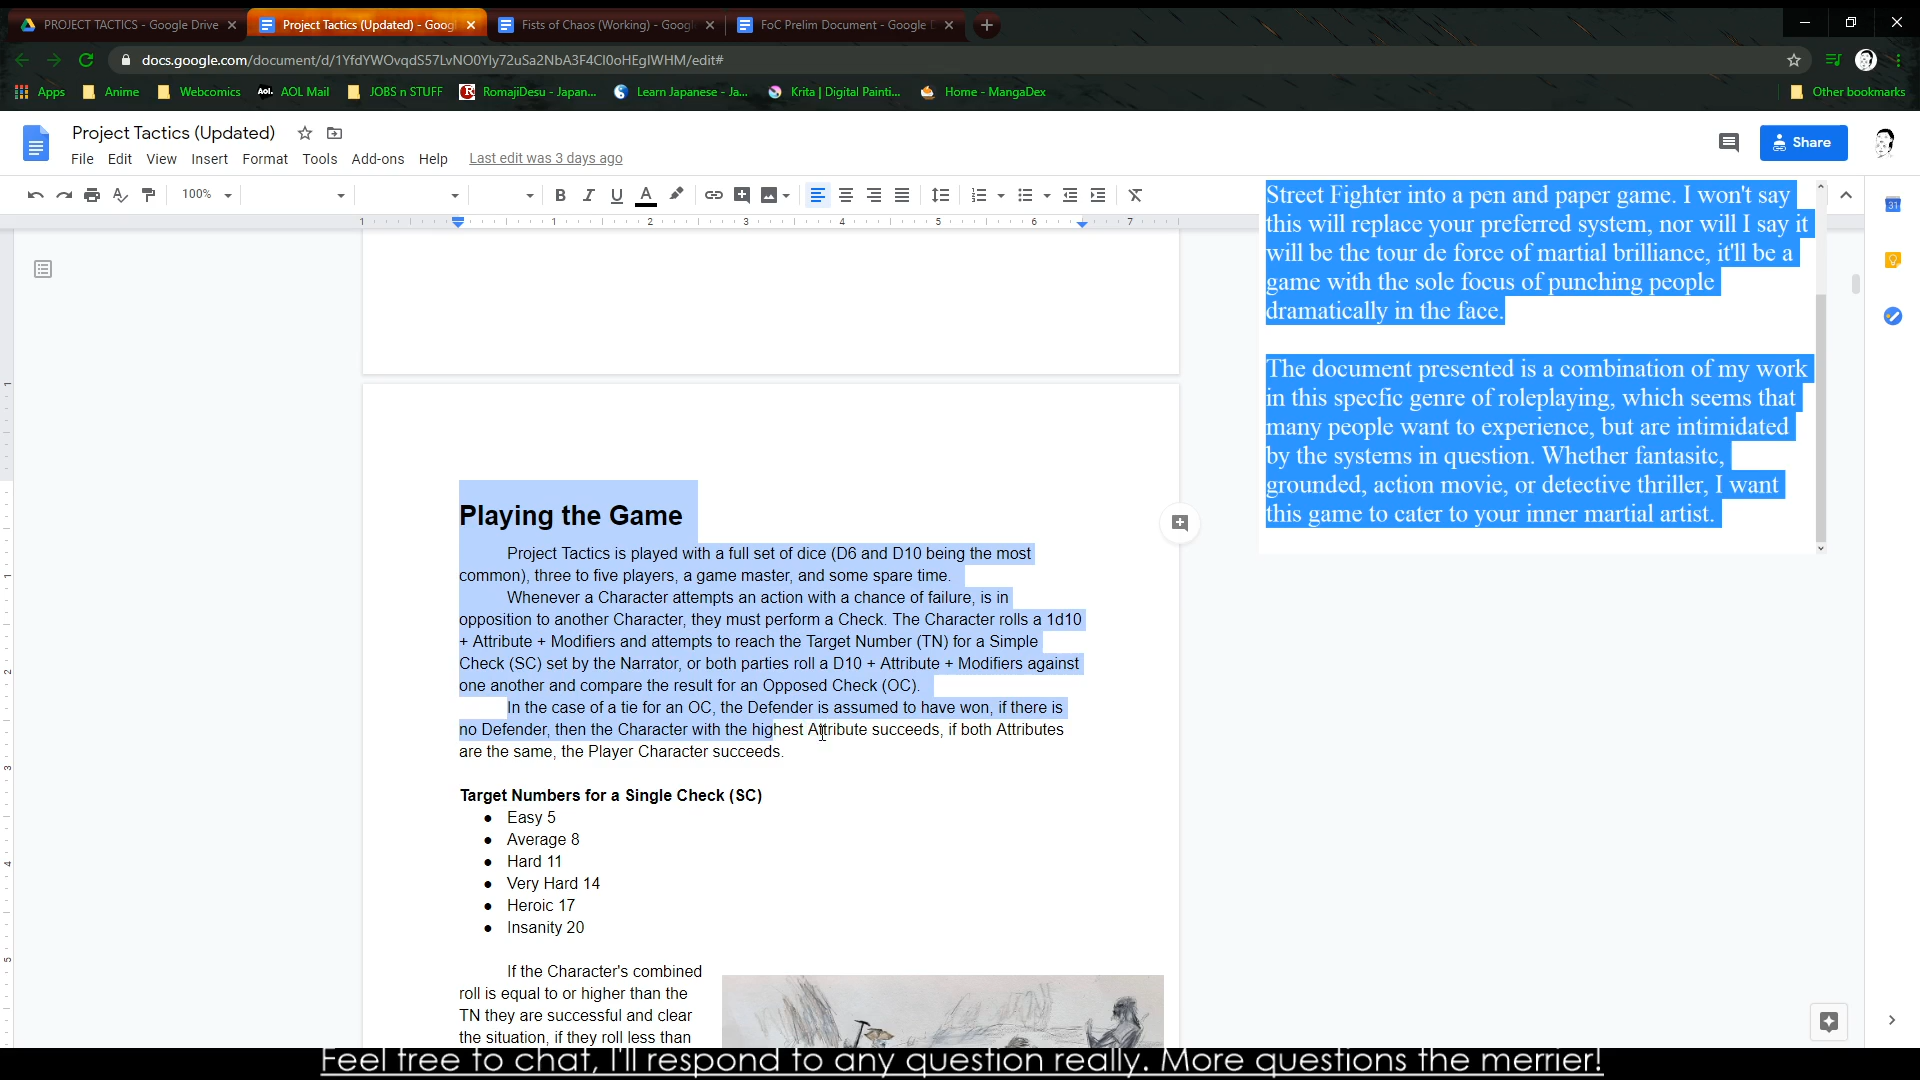 PROJECT TACTICS - Google Drive
Project Tactics (Updated) - Goog
Fists of Chaos (Working) - Googl
FoC Prelim Document - Google D
docs.google.com/document/d/1YfdYWOvqdS57LvNO0Yly72uSa2NbA3F4CI0oHEgIWHM/edit#
Apps
Anime
Webcomics
Aol.
AOL Mail
JOBS n STUFF
RomajiDesu - Japan...
Learn Japanese - Ja...
Krita | Digital Painti...
Home - MangaDex
Other bookmarks
Project Tactics (Updated)
File Edit View Insert Format Tools Add-ons Help
Last edit was 3 days ago
Share
100%
B I U A
31
1 1 2 3 4 5 6 7
Street Fighter into a pen and paper game. I won't say
this will replace your preferred system, nor will I say it
will be the tour de force of martial brilliance, it'll be a
game with the sole focus of punching people
dramatically in the face.
The document presented is a combination of my work
in this specfic genre of roleplaying, which seems that
many people want to experience, but are intimidated
by the systems in question. Whether fantasitc,
grounded, action movie, or detective thriller, I want
this game to cater to your inner martial artist.
1
1
2
3
4
5
Playing the Game
Project Tactics is played with a full set of dice (D6 and D10 being the most
common), three to five players, a game master, and some spare time.
Whenever a Character attempts an action with a chance of failure, is in
opposition to another Character, they must perform a Check. The Character rolls a 1d10
+ Attribute + Modifiers and attempts to reach the Target Number (TN) for a Simple
Check (SC) set by the Narrator, or both parties roll a D10 + Attribute + Modifiers against
one another and compare the result for an Opposed Check (OC).
In the case of a tie for an OC, the Defender is assumed to have won, if there is
no Defender, then the Character with the highest Attribute succeeds, if both Attributes
are the same, the Player Character succeeds.
Target Numbers for a Single Check (SC)
● Easy 5
● Average 8
● Hard 11
● Very Hard 14
● Heroic 17
● Insanity 20
If the Character's combined
roll is equal to or higher than the
TN they are successful and clear
the situation, if they roll less than
Feel free to chat, I'll respond to any question really. More questions the merrier!